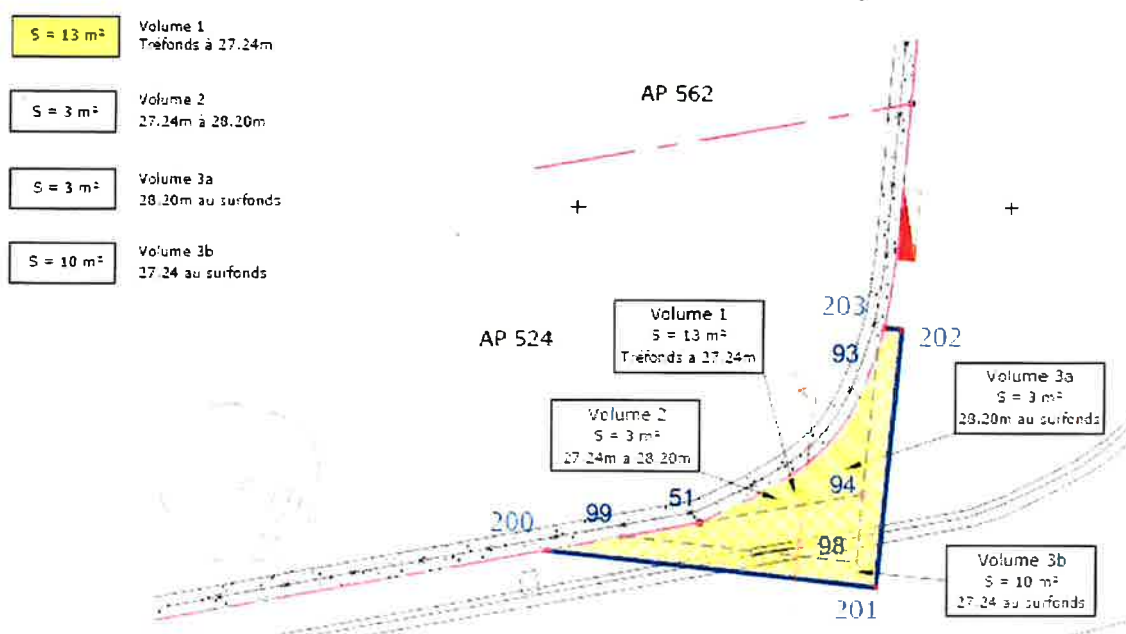 S = 13 m²
Volume 1
Tréfonds à 27.24m
S = 3 m²
Volume 2
27.24m à 28.20m
S = 3 m²
Volume 3a
28.20m au surfonds
S = 10 m²
Volume 3b
27.24 au surfonds
AP 562
AP 524
203
202
93
Volume 1
S = 13 m²
Tréfonds à 27.24m
Volume 3a
S = 3 m²
28.20m au surfonds
Volume 2
S = 3 m²
27.24m à 28.20m
94
51
99
200
98
Volume 3b
S = 10 m²
27.24 au surfonds
201